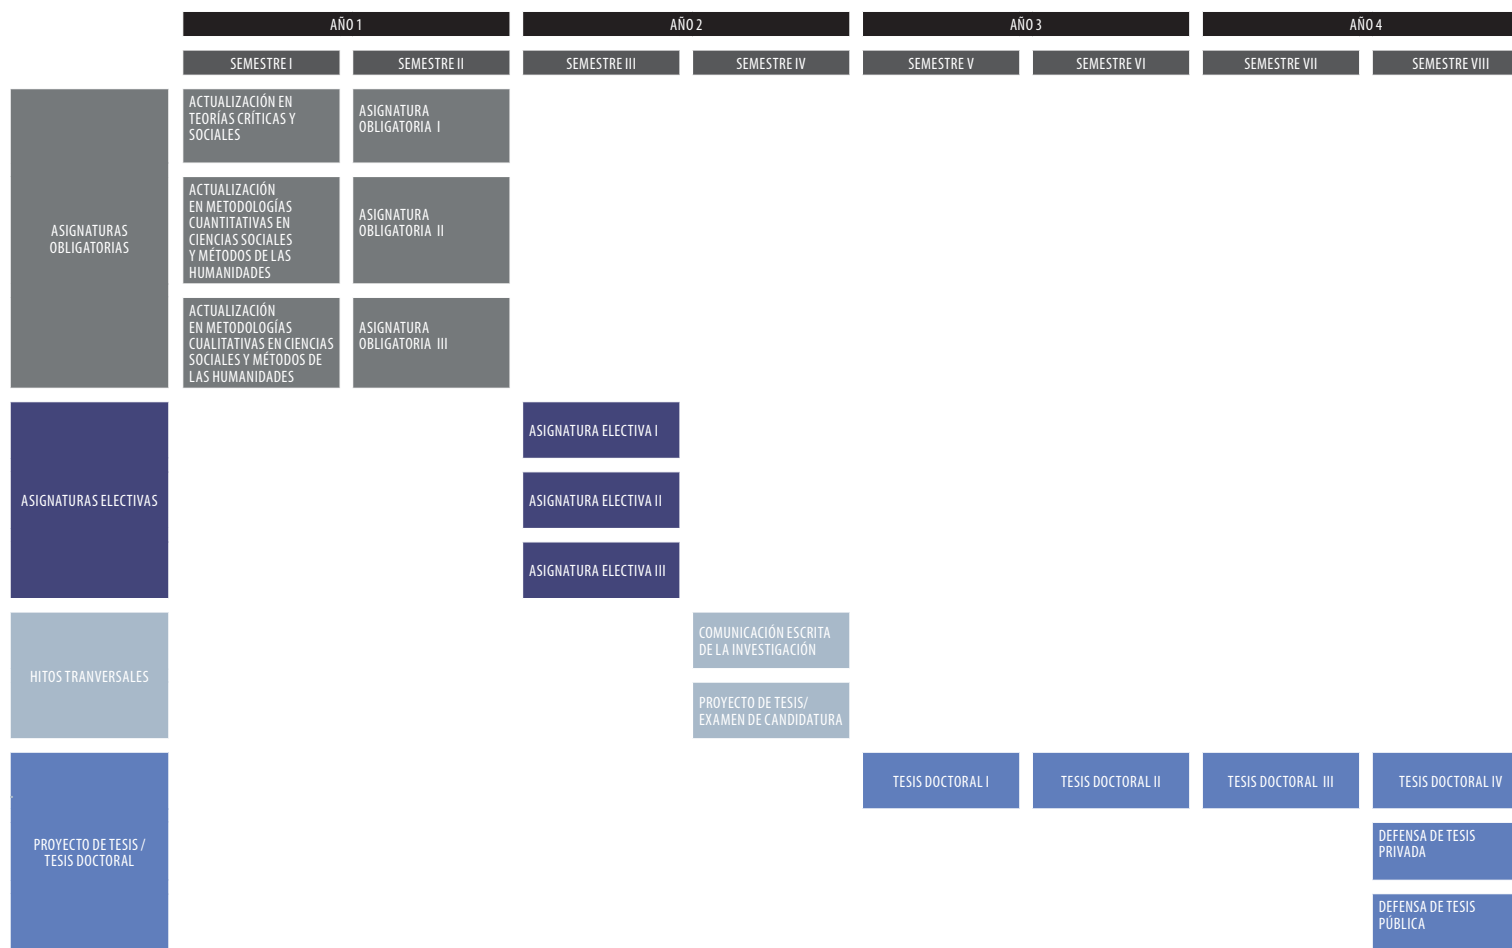 AÑO 1
AÑO 2
AÑO 3
AÑO 4
SEMESTRE I
SEMESTRE II
SEMESTRE III
SEMESTRE IV
SEMESTRE V
SEMESTRE VI
SEMESTRE VII
SEMESTRE VIII
ASIGNATURAS
OBLIGATORIAS
ACTUALIZACIÓN EN
TEORÍAS CRÍTICAS Y
SOCIALES
ASIGNATURA
OBLIGATORIA I
ACTUALIZACIÓN
EN METODOLOGÍAS
CUANTITATIVAS EN
CIENCIAS SOCIALES
Y MÉTODOS DE LAS
HUMANIDADES
ASIGNATURA
OBLIGATORIA II
ACTUALIZACIÓN
EN METODOLOGÍAS
CUALITATIVAS EN CIENCIAS
SOCIALES Y MÉTODOS DE
LAS HUMANIDADES
ASIGNATURA
OBLIGATORIA III
ASIGNATURAS ELECTIVAS
ASIGNATURA ELECTIVA I
ASIGNATURA ELECTIVA II
ASIGNATURA ELECTIVA III
HITOS TRANVERSALES
COMUNICACIÓN ESCRITA
DE LA INVESTIGACIÓN
PROYECTO DE TESIS/
EXAMEN DE CANDIDATURA
PROYECTO DE TESIS /
TESIS DOCTORAL
TESIS DOCTORAL I
TESIS DOCTORAL II
TESIS DOCTORAL III
TESIS DOCTORAL IV
DEFENSA DE TESIS
PRIVADA
DEFENSA DE TESIS
PÚBLICA